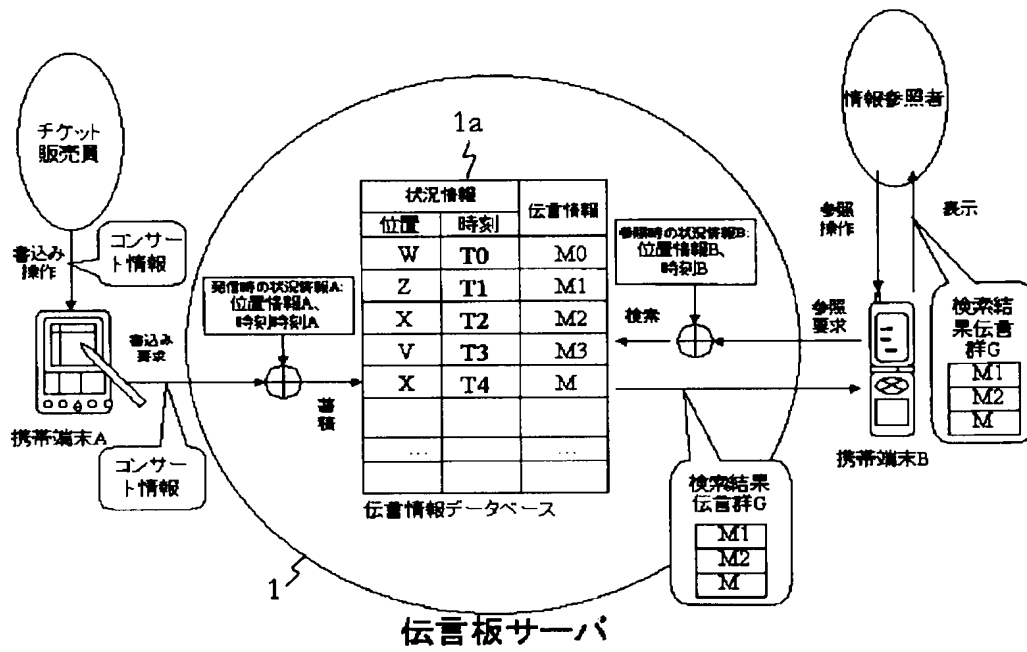 チケット
販売員
書込み
操作
コンサー
ト情報
携帯端末A
書込み
要求
コンサー
ト情報
発信時の状況情報A:
位置情報A、
時刻時刻A
蓄
積
1a
状況情報
伝言情報
位置
時刻
W T0 M0
Z T1 M1
X T2 M2
V T3 M3
X T4 M
… …
伝言情報データベース
参照時の状況情報B:
位置情報B、
時刻B
検索
参照
要求
検索結果
伝言群G
M1
M2
M
情報参照者
参照
操作
表示
検索結
果伝言
群G
M1
M2
M
携帯端末B
1
伝言板サーバ